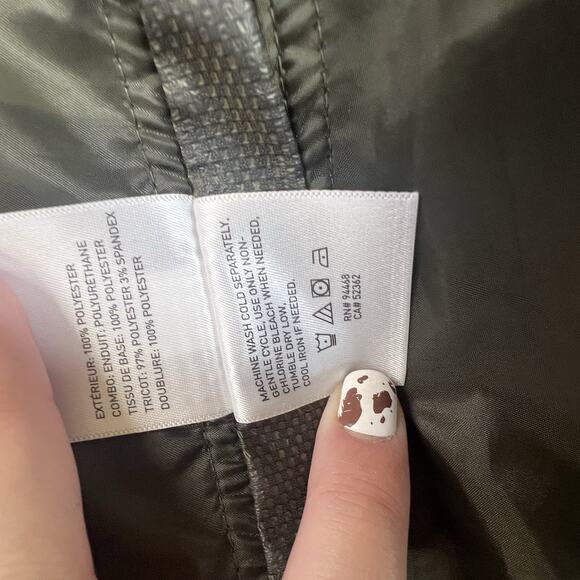 EXTÉRIEUR: 100% POLYESTER
COMBO: ENDUIT: POLYURÉTHANE
TISSU DE BASE: 100% POLYESTER
TRICOT: 97% POLYESTER 3% SPANDEX
DOUBLURE: 100% POLYESTER
MACHINE WASH COLD SEPARATELY,
GENTLE CYCLE, USE ONLY NON-
CHLORINE BLEACH WHEN NEEDED,
TUMBLE DRY LOW,
COOL IRON IF NEEDED.
RN# 94468
CA# 52362